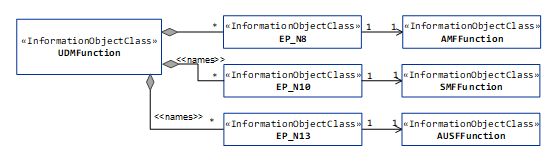 «InformationObjectClass»
UDMFunction
*
«InformationObjectClass»
EP_N8
1 1
«InformationObjectClass»
AMFFunction
<<names>>
*
«InformationObjectClass»
EP_N10
1 1
«InformationObjectClass»
SMFFunction
<<names>>
*
«InformationObjectClass»
EP_N13
1 1
«InformationObjectClass»
AUSFFunction